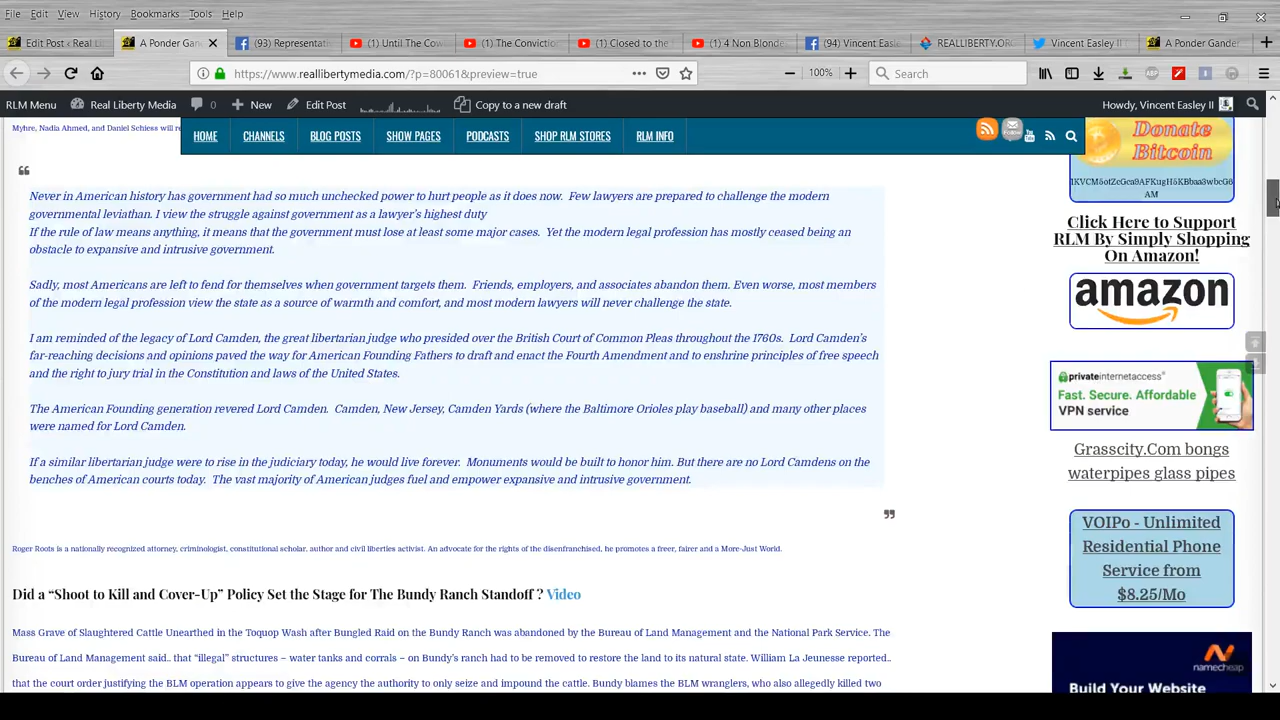 File Edit View History Bookmarks Tools Help
Edit Post ‹ Real Li
A Ponder Gan
(93) Representat
(1) Until The Cow
(1) The Conviction
(1) Closed to the
(1) 4 Non Blonde
(94) Vincent Easl
REALLIBERTY.OR
Vincent Easley II
A Ponder Gander
https://www.reallibertymedia.com/?p=80061&preview=true
100%
Search
RLM Menu Real Liberty Media 0 New Edit Post Copy to a new draft Howdy, Vincent Easley II
Myhre, Nadia Ahmed, and Daniel Schiess will re
HOME CHANNELS BLOG POSTS SHOW PAGES PODCASTS SHOP RLM STORES RLM INFO
FOLLOW
You
Never in American history has government had so much unchecked power to hurt people as it does now. Few lawyers are prepared to challenge the modern
governmental leviathan. I view the struggle against government as a lawyer's highest duty
If the rule of law means anything, it means that the government must lose at least some major cases. Yet the modern legal profession has mostly ceased being an
obstacle to expansive and intrusive government.
Sadly, most Americans are left to fend for themselves when government targets them. Friends, employers, and associates abandon them. Even worse, most members
of the modern legal profession view the state as a source of warmth and comfort, and most modern lawyers will never challenge the state.
I am reminded of the legacy of Lord Camden, the great libertarian judge who presided over the British Court of Common Pleas throughout the 1760s. Lord Camden's
far-reaching decisions and opinions paved the way for American Founding Fathers to draft and enact the Fourth Amendment and to enshrine principles of free speech
and the right to jury trial in the Constitution and laws of the United States.
The American Founding generation revered Lord Camden. Camden, New Jersey, Camden Yards (where the Baltimore Orioles play baseball) and many other places
were named for Lord Camden.
If a similar libertarian judge were to rise in the judiciary today, he would live forever. Monuments would be built to honor him. But there are no Lord Camdens on the
benches of American courts today. The vast majority of American judges fuel and empower expansive and intrusive government.
Roger Roots is a nationally recognized attorney, criminologist, constitutional scholar, author and civil liberties activist. An advocate for the rights of the disenfranchised, he promotes a freer, fairer and a More-Just World.
Did a “Shoot to Kill and Cover-Up” Policy Set the Stage for The Bundy Ranch Standoff ? Video
Mass Grave of Slaughtered Cattle Unearthed in the Toquop Wash after Bungled Raid on the Bundy Ranch was abandoned by the Bureau of Land Management and the National Park Service. The
Bureau of Land Management said.. that “illegal” structures – water tanks and corrals – on Bundy's ranch had to be removed to restore the land to its natural state. William La Jeunesse reported..
that the court order justifying the BLM operation appears to give the agency the authority to only seize and impound the cattle. Bundy blames the BLM wranglers, who also allegedly killed two
Donate
Bitcoin
AM
Click Here to Support
RLM By Simply Shopping
On Amazon!
amazon
privateinternetaccess
Fast. Secure. Affordable.
VPN service
Grasscity.Com bongs
waterpipes glass pipes
VOIPo - Unlimited
Residential Phone
Service from
$8.25/Mo
namecheap
Build Your Website